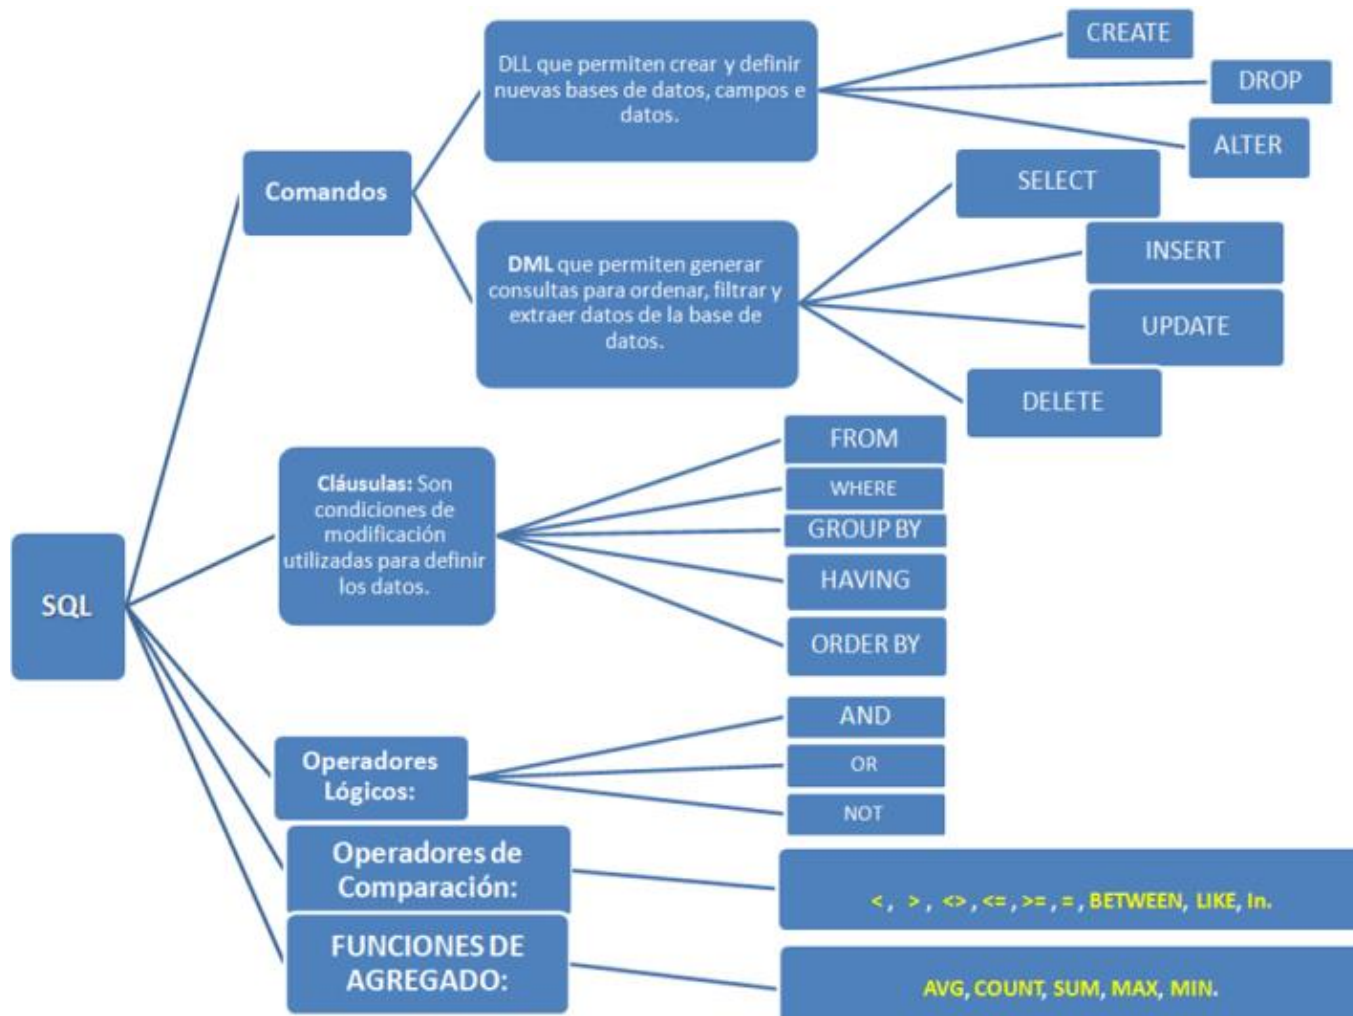 DLL que permiten crear y definir
nuevas bases de datos, campos e
datos.
CREATE
DROP
ALTER
Comandos
DML que permiten generar
consultas para ordenar, filtrar y
extraer datos de la base de
datos.
SELECT
INSERT
UPDATE
DELETE
SQL
Cláusulas: Son
condiciones de
modificación
utilizadas para definir
los datos.
FROM
WHERE
GROUP BY
HAVING
ORDER BY
Operadores
Lógicos:
AND
OR
NOT
Operadores de
Comparación:
< , > , <> , <= , >= , = , BETWEEN, LIKE, In.
FUNCIONES DE
AGREGADO:
AVG, COUNT, SUM, MAX, MIN.